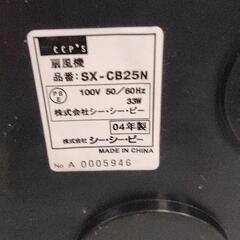 CCP'S
扇風機
品番: SX-CB25N
PS
E
100V 50/60Hz
33W
株式会社シー・シー・ピー
04年製
株式会社 シー・シー・ピー
MADE IN CHINA
No A 0005946